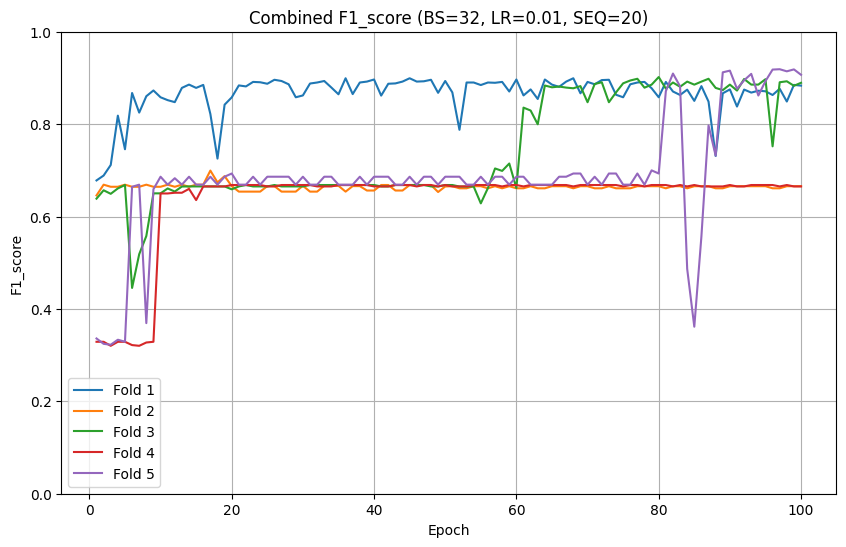 Combined F1_score (BS=32, LR=0.01, SEQ=20)
1.0
0.8
0.6
0.4
0.2
0.0
F1_score
Fold 1
Fold 2
Fold 3
Fold 4
Fold 5
0 20 40 60 80 100
Epoch